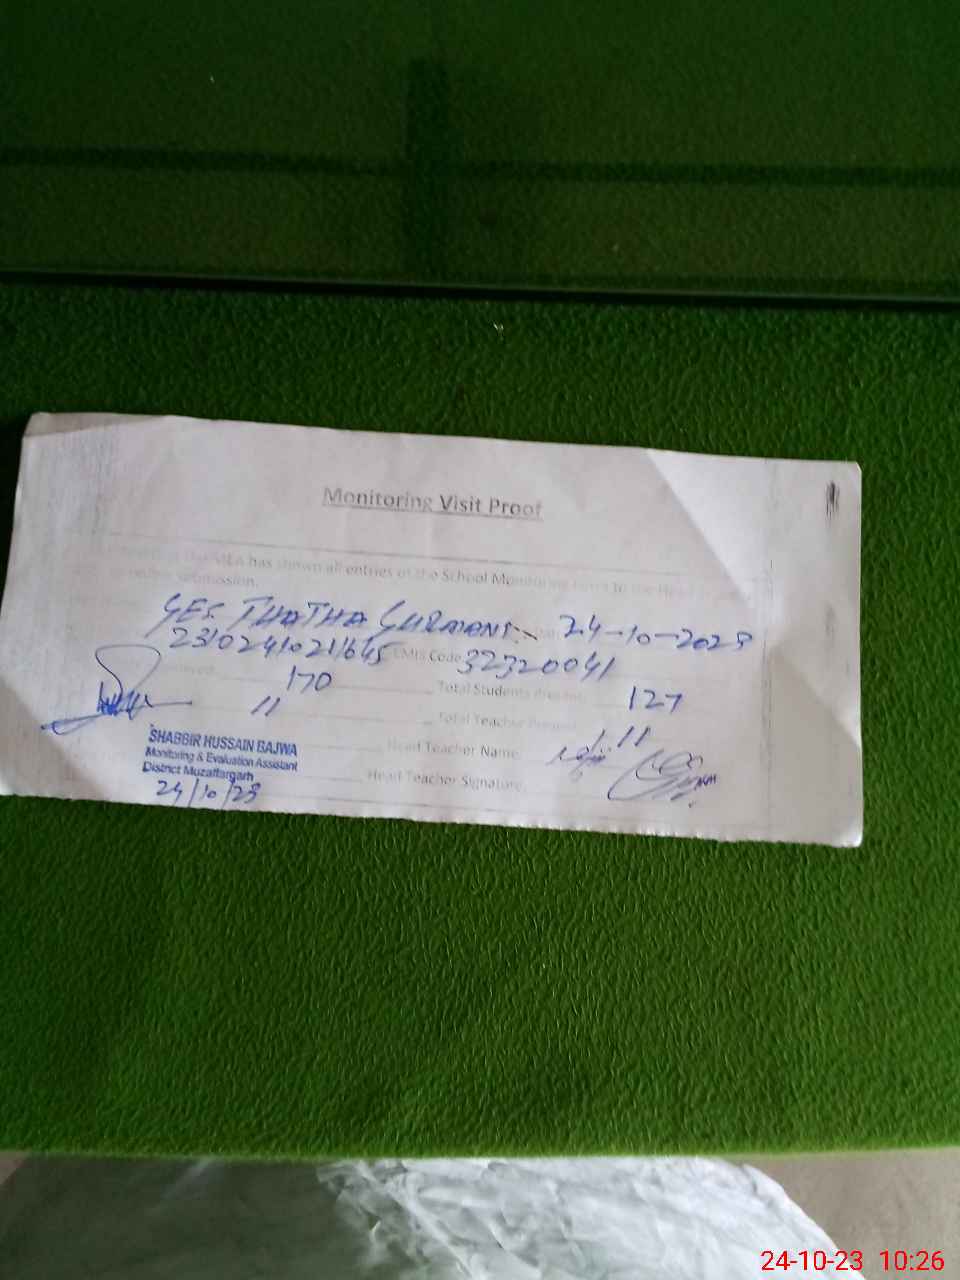 Monitoring Visit Proof
MEA has shown all entries of the School Monitoring Form to the Head
online submission.
GES THATHA GURMANI 24-10-2023
EMIS Code 32320041
170 Total Students Present 127
11 Total Teacher Present 11
Head Teacher Name
SHABBIR HUSSAIN BAJWA
Monitoring & Evaluation Assistant
District Muzaffargarh
Head Teacher Signature
24/10/23
24-10-23 10:26